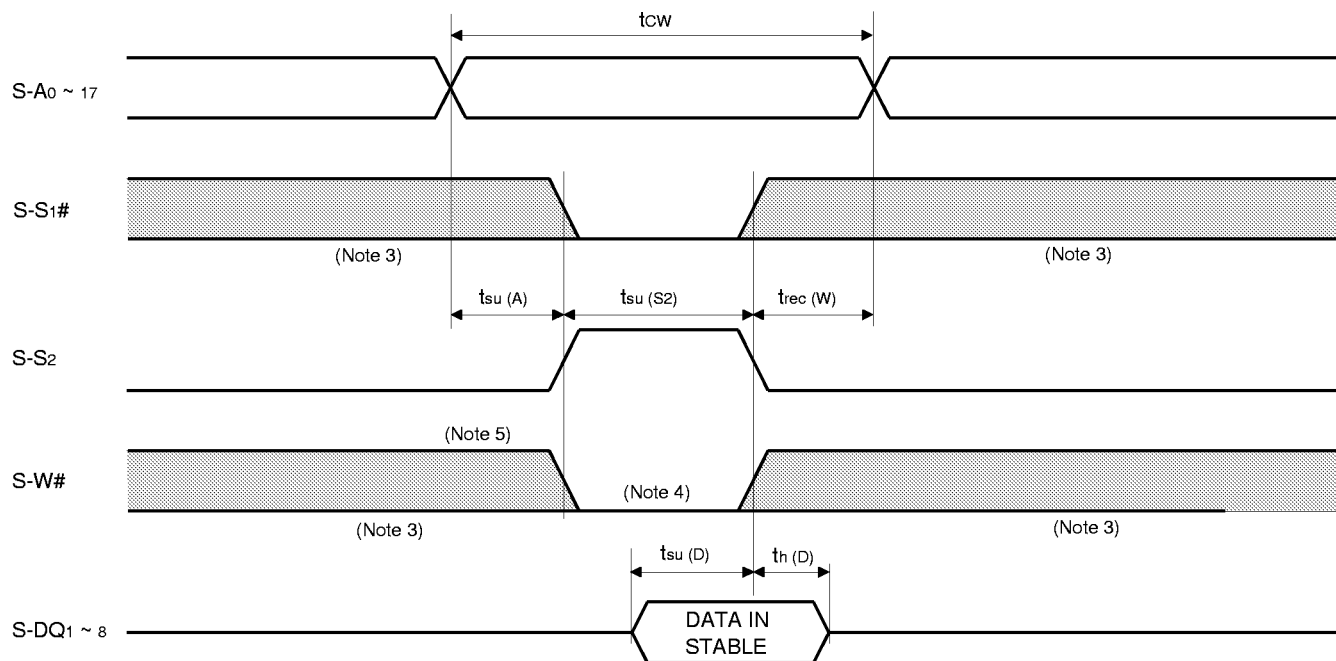 tCW
S-A0 ~ 17
S-S1#
(Note 3) (Note 3)
tsu (A) tsu (S2) trec (W)
S-S2
(Note 5)
S-W#
(Note 4)
(Note 3) (Note 3)
tsu (D) th (D)
S-DQ1 ~ 8
DATA IN
STABLE